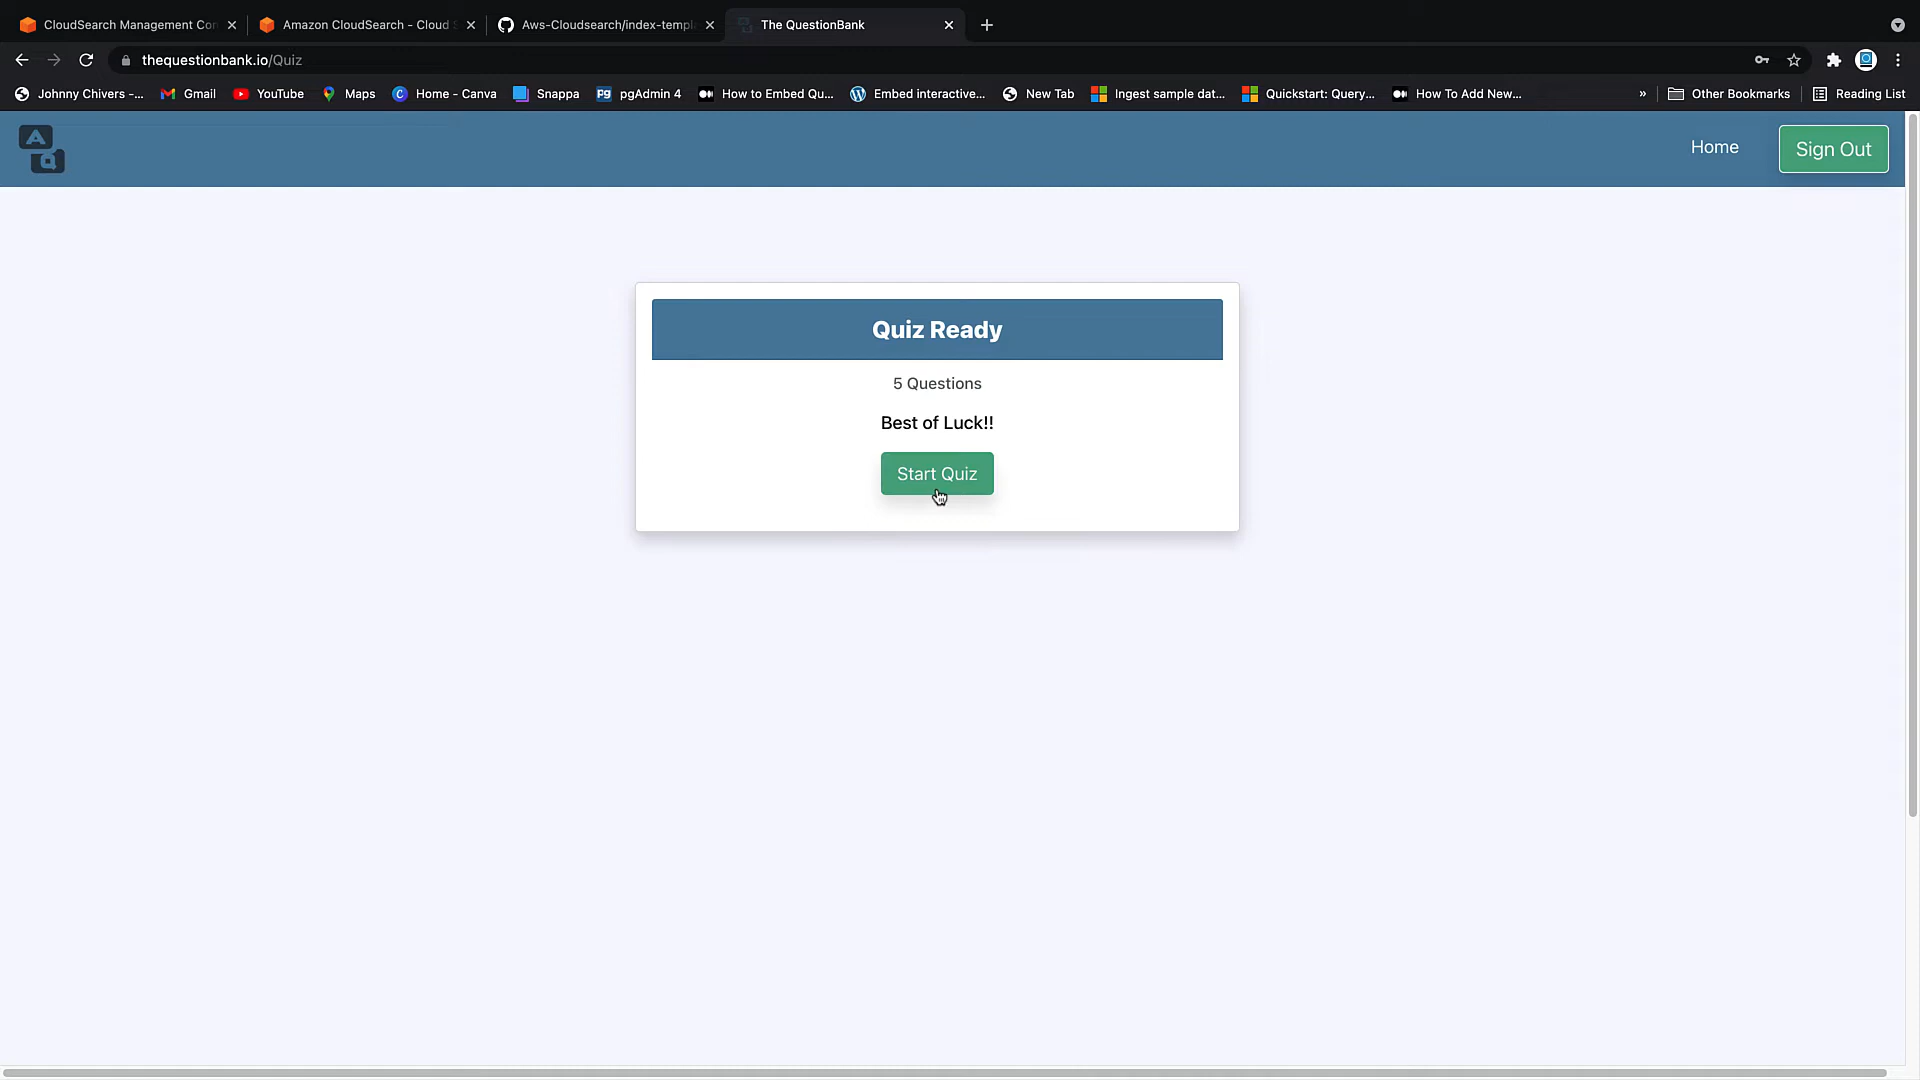 CloudSearch Management Con
Amazon CloudSearch - Cloud S
Aws-Cloudsearch/index-templ
The QuestionBank
thequestionbank.io/Quiz
Johnny Chivers -...
Gmail
YouTube
Maps
C
Home - Canva
Snappa
Pg
pgAdmin 4
How to Embed Qu...
Embed interactive...
New Tab
Ingest sample dat...
Quickstart: Query...
How To Add New...
»
Other Bookmarks
Reading List
A
Q
Home
Sign Out
Quiz Ready
5 Questions
Best of Luck!!
Start Quiz